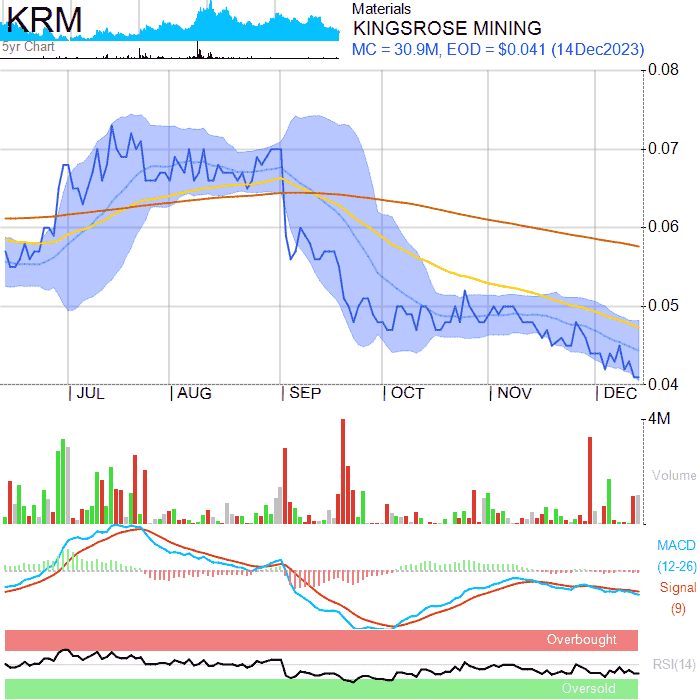 KRM
5yr Chart
Materials
KINGSROSE MINING
MC = 30.9M, EOD = $0.041 (14Dec2023)
0.08
0.07
0.06
0.05
0.04
JUL AUG SEP OCT NOV DEC
4M
Volume
MACD
(12-26)
Signal
(9)
Overbought
RSI(14)
Oversold